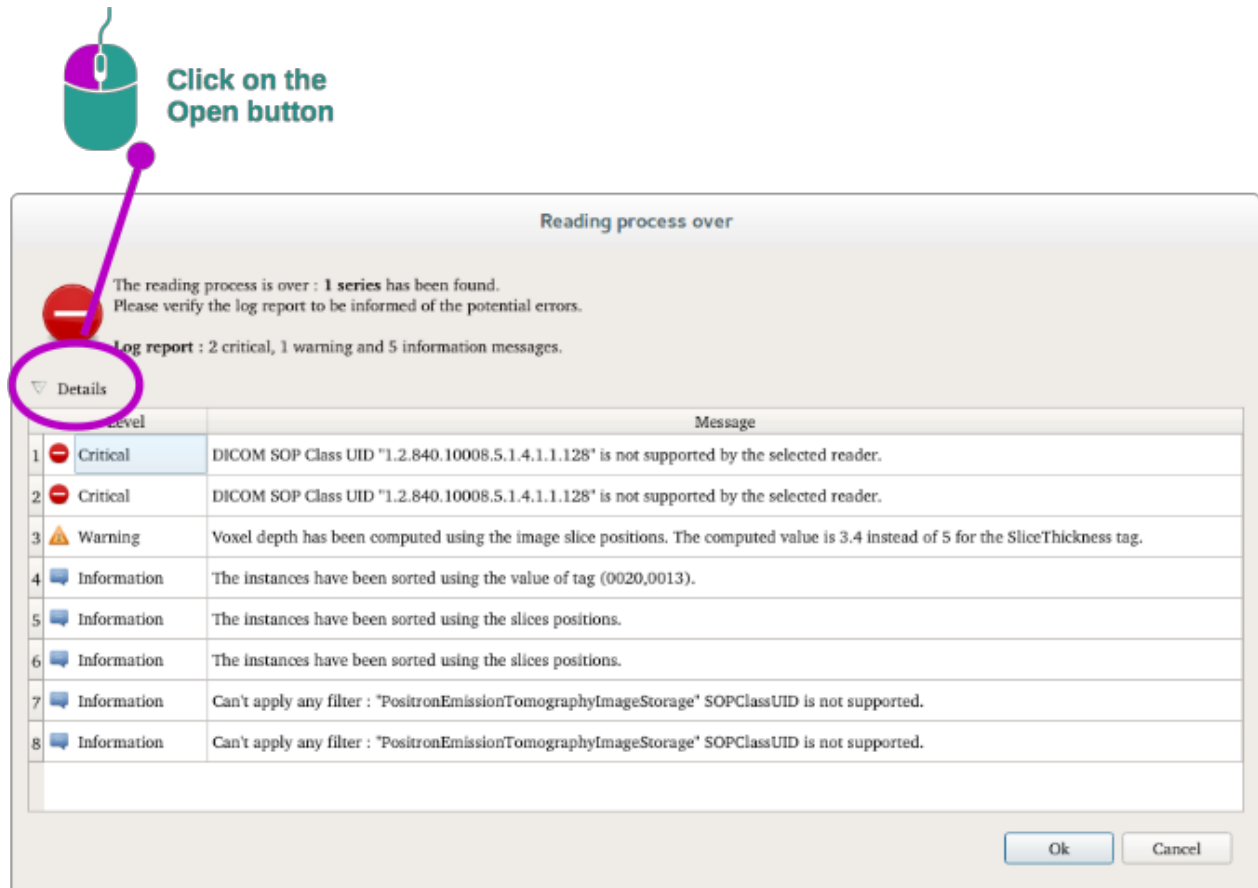 Click on the
Open button
Reading process over
The reading process is over : 1 series has been found.
Please verify the log report to be informed of the potential errors.
Log report : 2 critical, 1 warning and 5 information messages.
Details
Level Message
1 Critical DICOM SOP Class UID "1.2.840.10008.5.1.4.1.1.128" is not supported by the selected reader.
2 Critical DICOM SOP Class UID "1.2.840.10008.5.1.4.1.1.128" is not supported by the selected reader.
3 Warning Voxel depth has been computed using the image slice positions. The computed value is 3.4 instead of 5 for the SliceThickness tag.
4 Information The instances have been sorted using the value of tag (0020,0013).
5 Information The instances have been sorted using the slices positions.
6 Information The instances have been sorted using the slices positions.
7 Information Can't apply any filter : "PositronEmissionTomographyImageStorage" SOPClassUID is not supported.
8 Information Can't apply any filter : "PositronEmissionTomographyImageStorage" SOPClassUID is not supported.
Ok Cancel